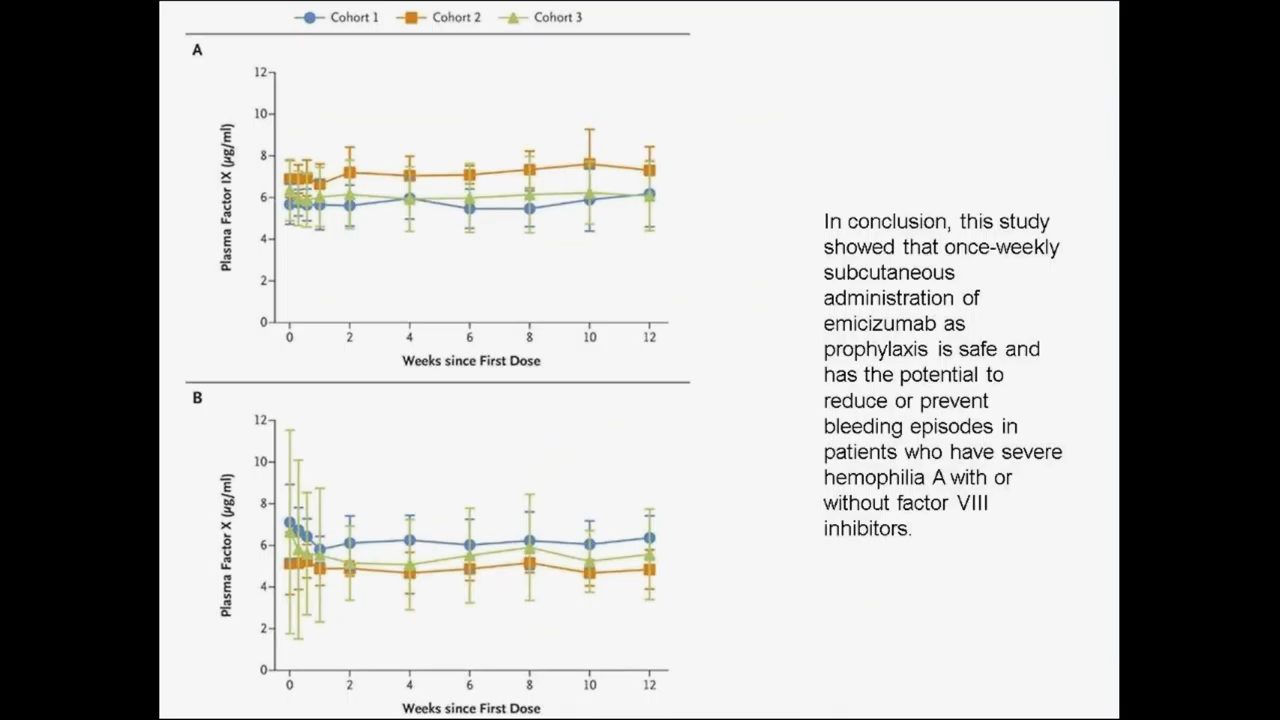 Cohort 1 Cohort 2 Cohort 3
A
Plasma Factor IX (μg/ml)
12
10
8
6
4
2
0
0 2 4 6 8 10 12
Weeks since First Dose
B
Plasma Factor X (μg/ml)
12
10
8
6
4
2
0
0 2 4 6 8 10 12
Weeks since First Dose
In conclusion, this study
showed that once-weekly
subcutaneous
administration of
emicizumab as
prophylaxis is safe and
has the potential to
reduce or prevent
bleeding episodes in
patients who have severe
hemophilia A with or
without factor VIII
inhibitors.